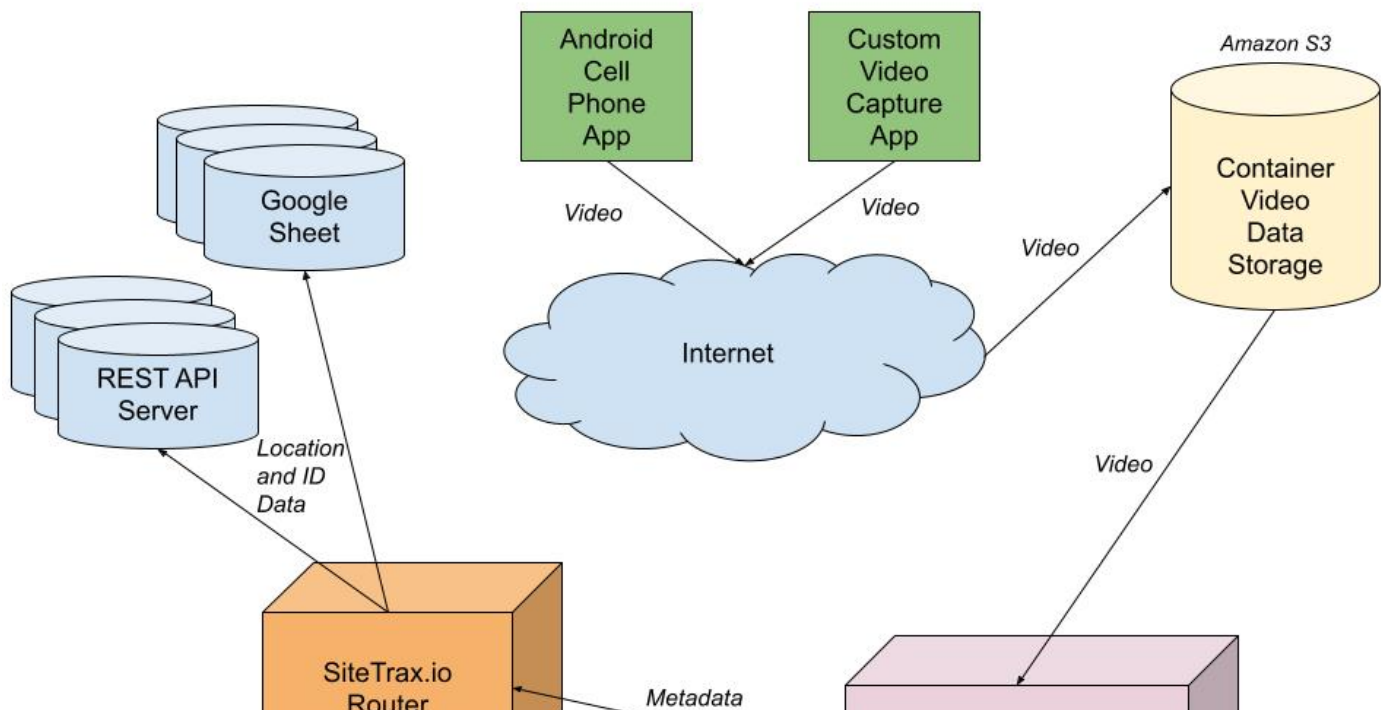 Android
Cell
Phone
App
Custom
Video
Capture
App
Amazon S3
Container
Video
Data
Storage
Google
Sheet
Video
Video
Video
Internet
REST API
Server
Location
and ID
Data
Video
SiteTrax.io
Router
Metadata